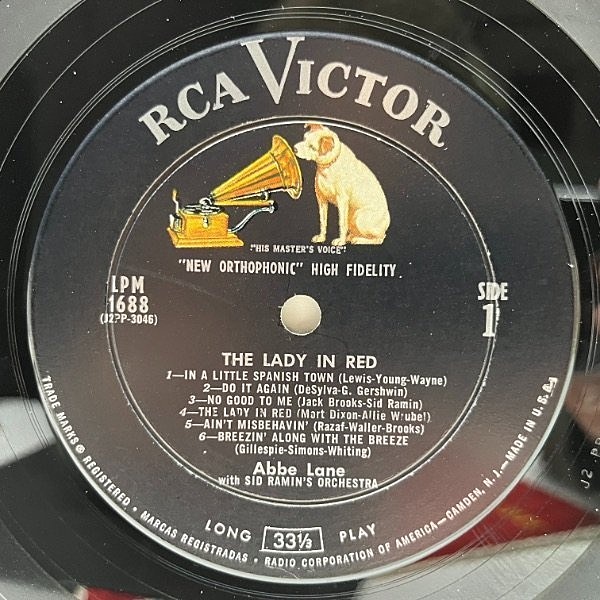 RCA VICTOR
"HIS MASTER'S VOICE"
"NEW ORTHOPHONIC" HIGH FIDELITY
LPM
1688
(J2PP-3046)
SIDE
1
THE LADY IN RED
1—IN A LITTLE SPANISH TOWN (Lewis-Young-Wayne)
2—DO IT AGAIN (DeSylva-G. Gershwin)
3—NO GOOD TO ME (Jack Brooks-Sid Ramin)
4—THE LADY IN RED (Mort Dixon-Allie Wrubel)
5—AIN'T MISBEHAVIN' (Razaf-Waller-Brooks)
6—BREEZIN' ALONG WITH THE BREEZE
(Gillespie-Simons-Whiting)
Abbe Lane
with SID RAMIN'S ORCHESTRA
LONG 33⅓ PLAY
TRADE MARKS ® REGISTERED. • MARCAS REGISTRADAS • RADIO CORPORATION OF AMERICA—CAMDEN, N.J.—MADE IN U.S.A.
J2 PP